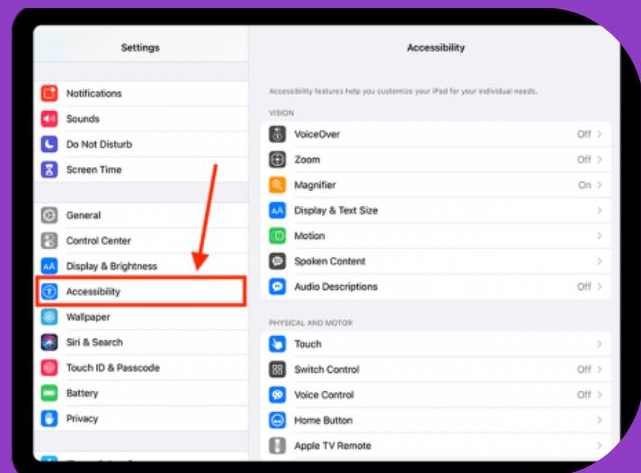 Settings
Notifications
Sounds
Do Not Disturb
Screen Time
General
Control Center
Display & Brightness
Accessibility
Wallpaper
Siri & Search
Touch ID & Passcode
Battery
Privacy
Accessibility
Accessibility features help you customize your iPad for your individual needs.
VISION
VoiceOver Off
Zoom Off
Magnifier On
Display & Text Size
Motion
Spoken Content
Audio Descriptions Off
PHYSICAL AND MOTOR
Touch
Switch Control Off
Voice Control Off
Home Button
Apple TV Remote